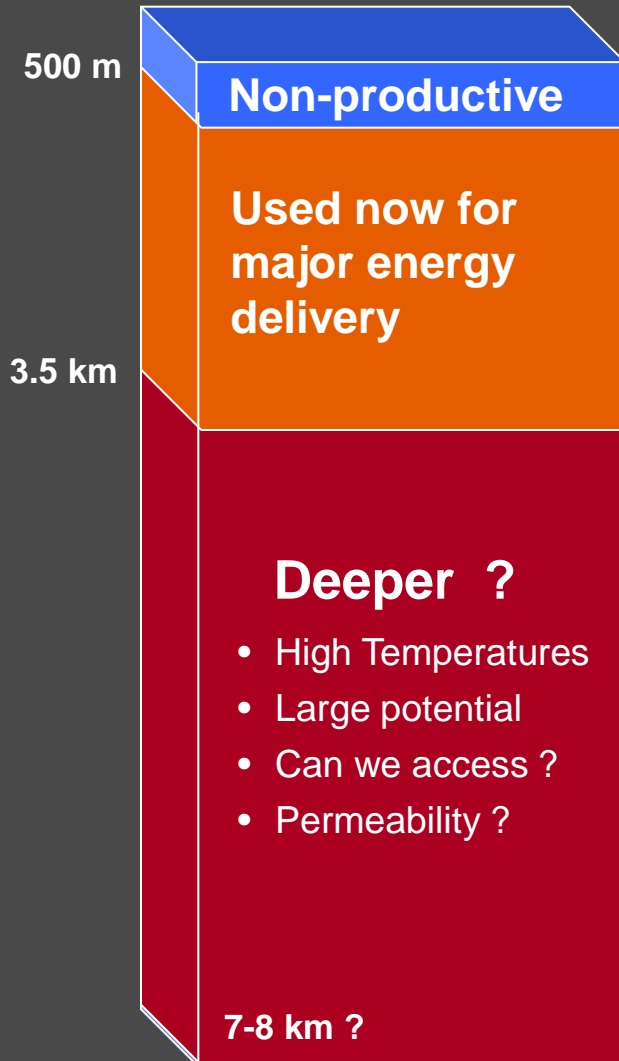 500 m
Non-productive
Used now for
major energy
delivery
3.5 km
Deeper ?
• High Temperatures
• Large potential
• Can we access ?
• Permeability ?
7-8 km ?